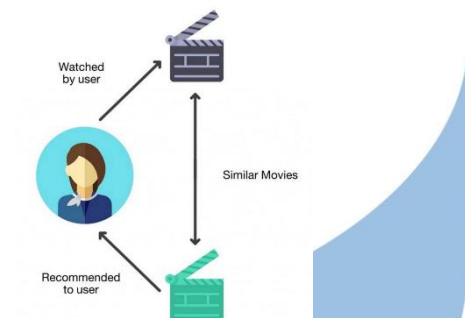 Watched
by user
Similar Movies
Recommended
to user